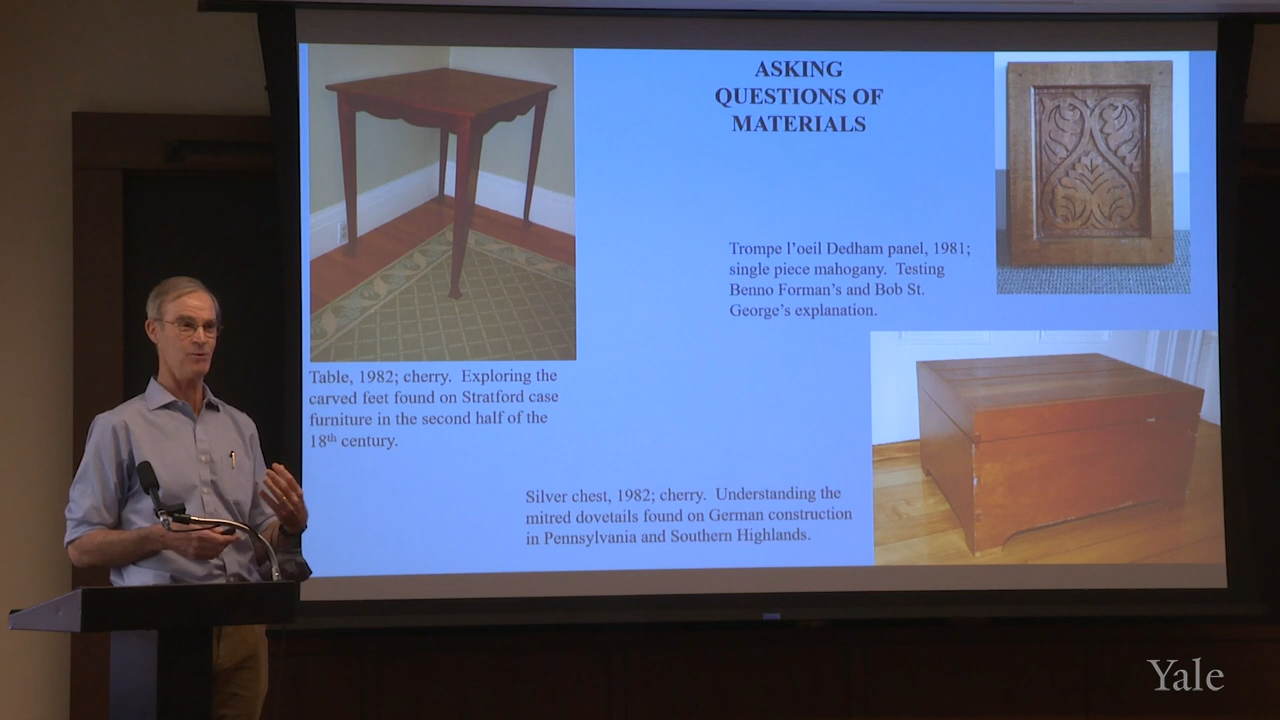 ASKING
QUESTIONS OF
MATERIALS
Trompe l'oeil Dedham panel, 1981;
single piece mahogany. Testing
Benno Forman's and Bob St.
George's explanation.
Table, 1982; cherry. Exploring the
carved feet found on Stratford case
furniture in the second half of the
18th century.
Silver chest, 1982; cherry. Understanding the
mitred dovetails found on German construction
in Pennsylvania and Southern Highlands.
Yale